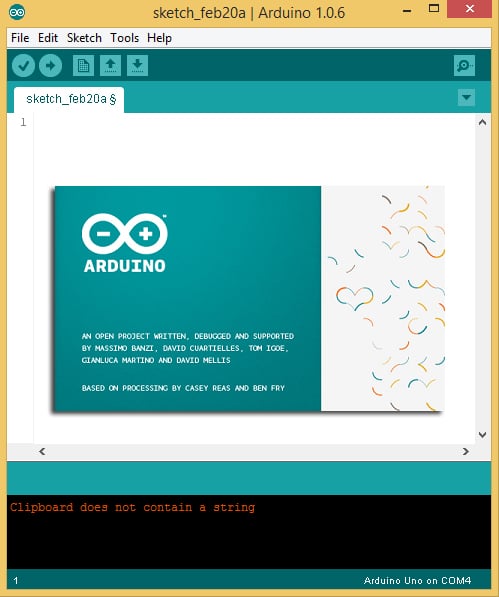 sketch_feb20a | Arduino 1.0.6
File Edit Sketch Tools Help
sketch_feb20a §
1
ARDUINO
AN OPEN PROJECT WRITTEN, DEBUGGED AND SUPPORTED
BY MASSIMO BANZI, DAVID CUARTIELLES, TOM IGOE,
GIANLUCA MARTINO AND DAVID MELLIS
BASED ON PROCESSING BY CASEY REAS AND BEN FRY
Clipboard does not contain a string
1 Arduino Uno on COM4